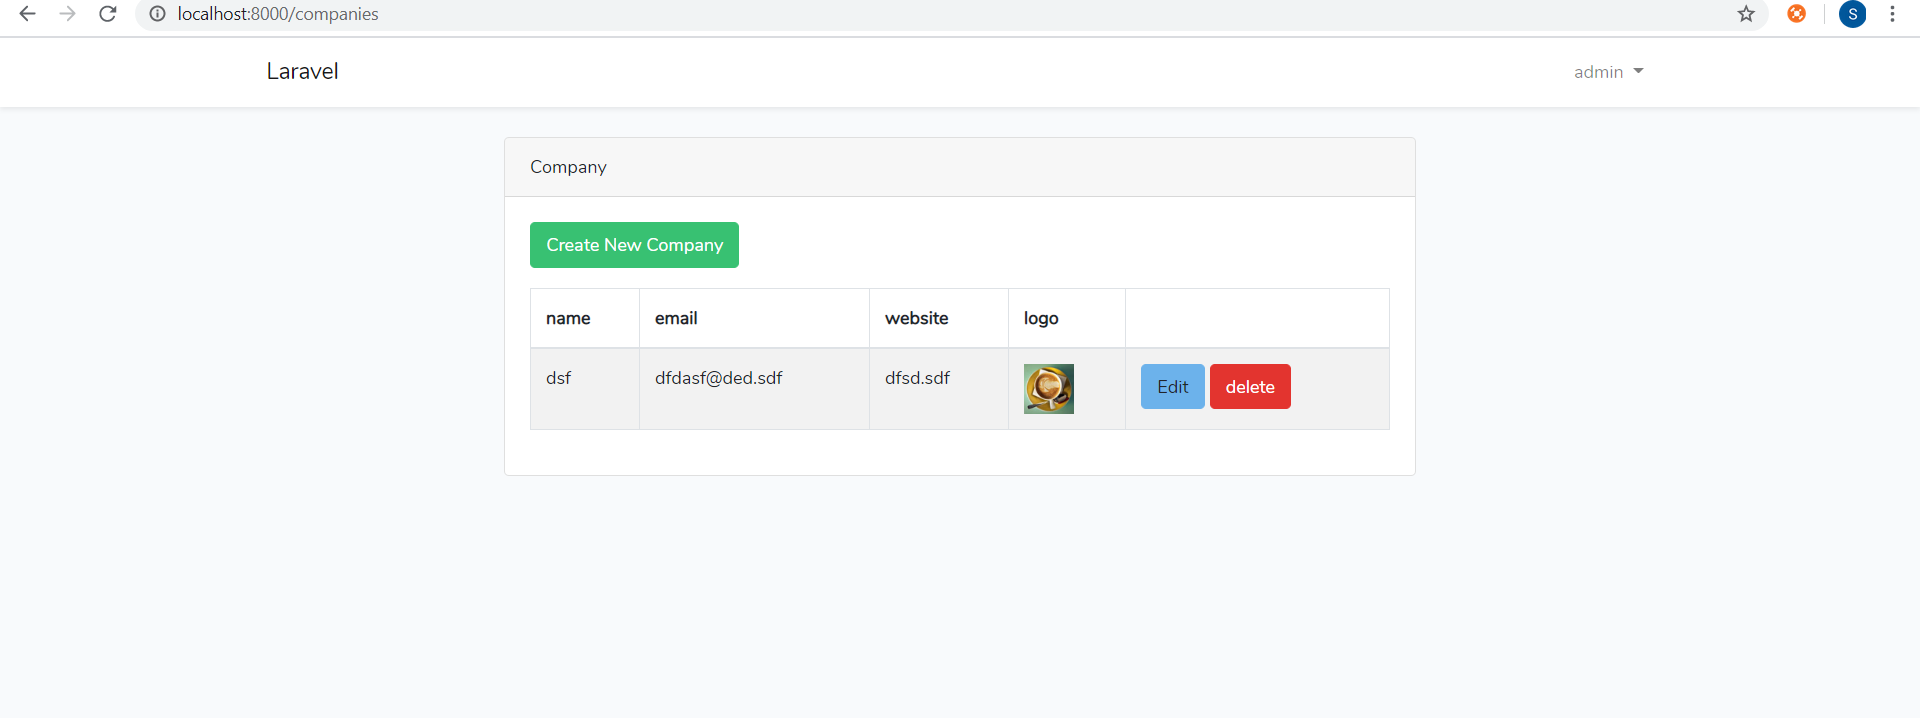 localhost:8000/companies
S
Laravel
admin
Company
Create New Company
name email website logo
dsf dfdasf@ded.sdf dfsd.sdf Edit delete